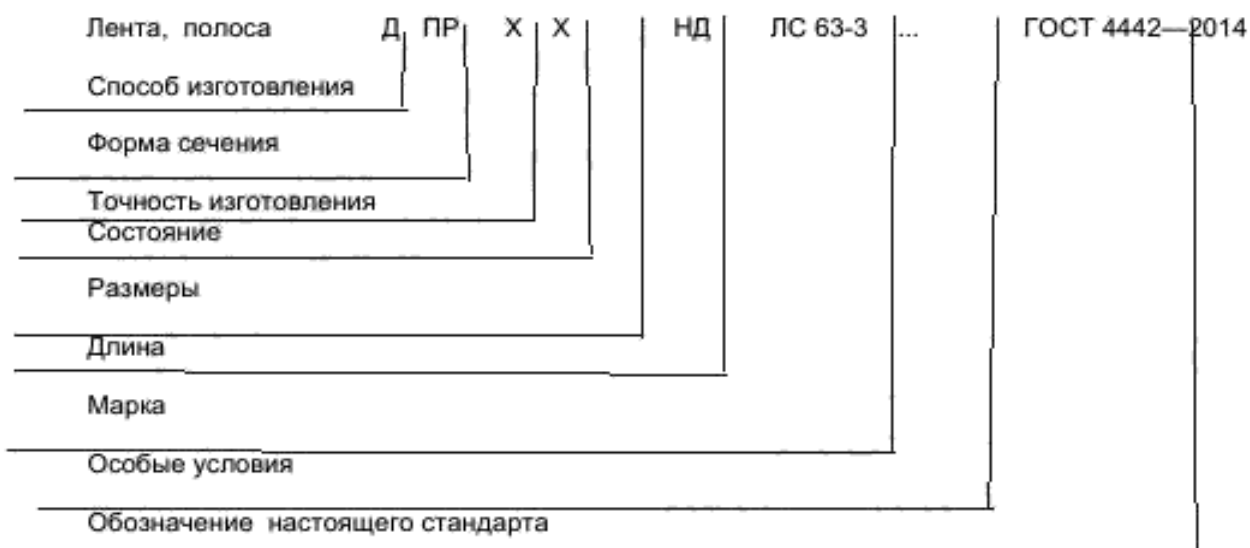 Лента, полоса Д ПР Х Х НД ЛС 63-3 ... ГОСТ 4442—2014
Способ изготовления
Форма сечения
Точность изготовления
Состояние
Размеры
Длина
Марка
Особые условия
Обозначение настоящего стандарта